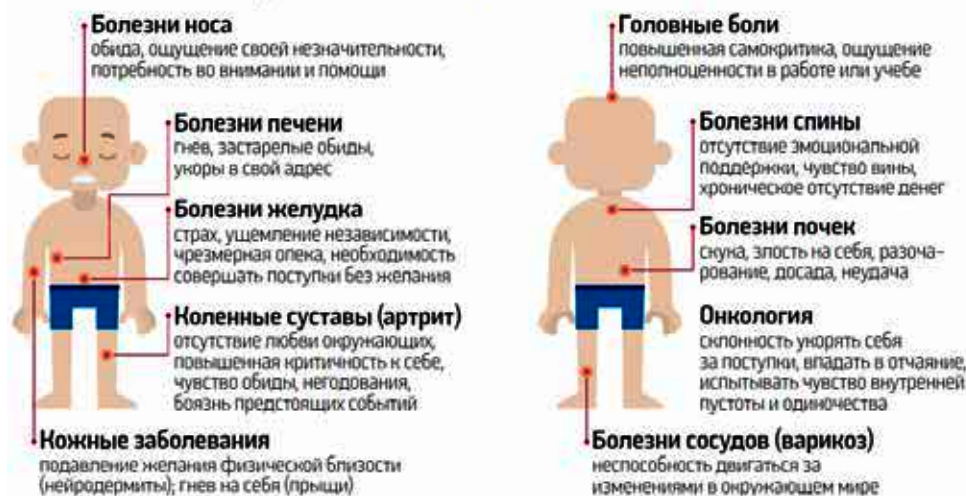 Болезни носа
обида, ощущение своей незначительности,
потребность во внимании и помощи
Болезни печени
гнев, застарелые обиды,
укоры в свой адрес
Болезни желудка
страх, ущемление независимости,
чрезмерная опека, необходимость
совершать поступки без желания
Коленные суставы (артрит)
отсутствие любви окружающих,
повышенная критичность к себе,
чувство обиды, негодования,
боязнь предстоящих событий
Кожные заболевания
подавление желания физической близости
(нейродермиты); гнев на себя (прыщи)
Головные боли
повышенная самокритика, ощущение
неполноценности в работе или учебе
Болезни спины
отсутствие эмоциональной
поддержки, чувство вины,
хроническое отсутствие денег
Болезни почек
скука, злость на себя, разоча-
рование, досада, неудача
Онкология
склонность укорять себя
за поступки, впадать в отчаяние,
испытывать чувство внутренней
пустоты и одиночества
Болезни сосудов (варикоз)
неспособность двигаться за
изменениями в окружающем мире